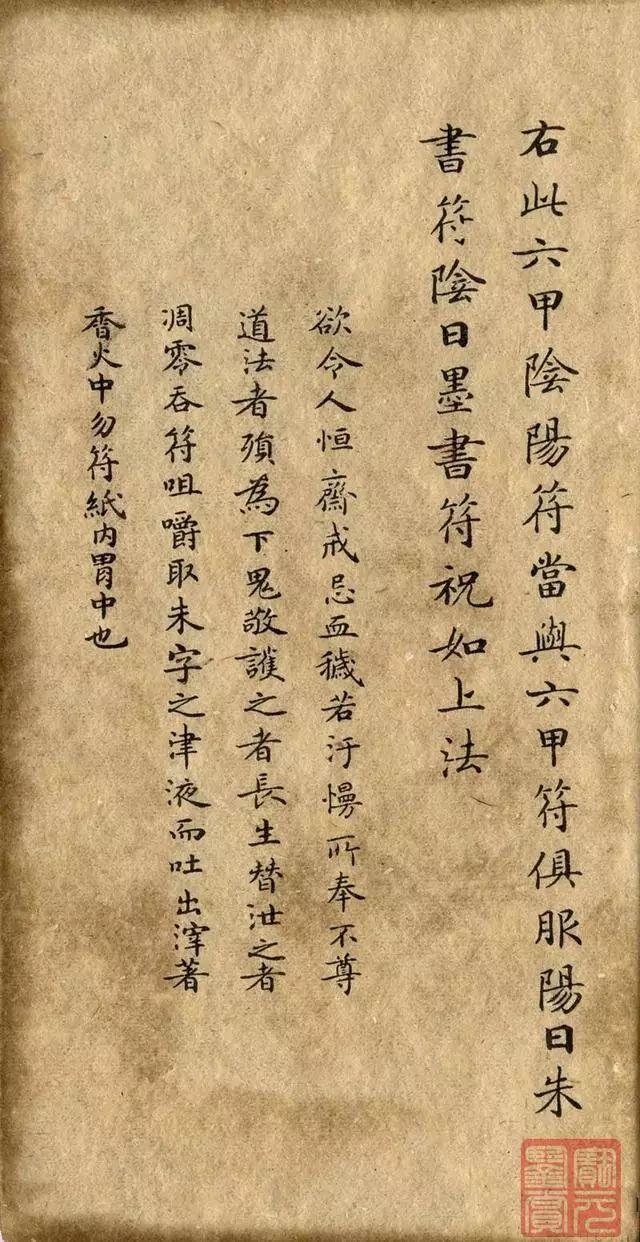 右此六甲陰陽符當與六甲符俱服陽日朱
書符陰日墨書符祝如上法
欲令人恒齋戒忌血穢若汙慢所奉不尊
道法者須為下鬼敬護之者長生替泄之者
凋零吞符咀嚼取朱字之津液而吐出滓著
香火中勿符紙內胃中也